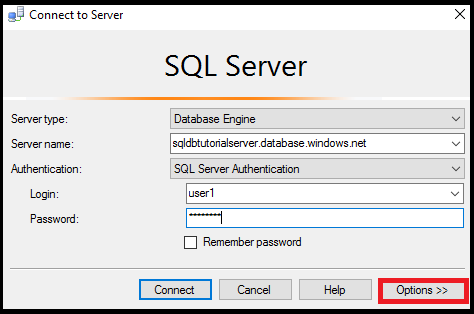 Connect to Server
SQL Server
Server type: Database Engine
Server name: sqldbtutorialserver.database.windows.net
Authentication: SQL Server Authentication
Login: user1
Password: ********
Remember password
Connect Cancel Help Options >>